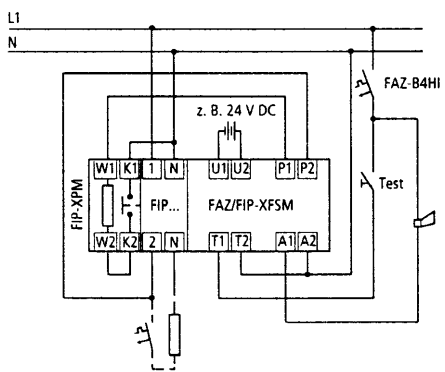 L1
N
FAZ-B4HI
z. B. 24 V DC
W1 K1 1 N U1 U2 P1 P2
Test
FIP-XPM
FIP... FAZ/FIP-XFSM
W2 K2 2 N T1 T2 A1 A2